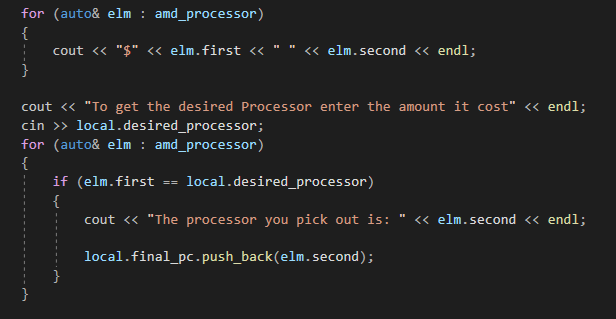 for (auto& elm : amd_processor)
{
    cout << "$" << elm.first << " " << elm.second << endl;
}
cout << "To get the desired Processor enter the amount it cost" << endl;
cin >> local.desired_processor;
for (auto& elm : amd_processor)
{
    if (elm.first == local.desired_processor)
    {
        cout << "The processor you pick out is: " << elm.second << endl;
        local.final_pc.push_back(elm.second);
    }
}